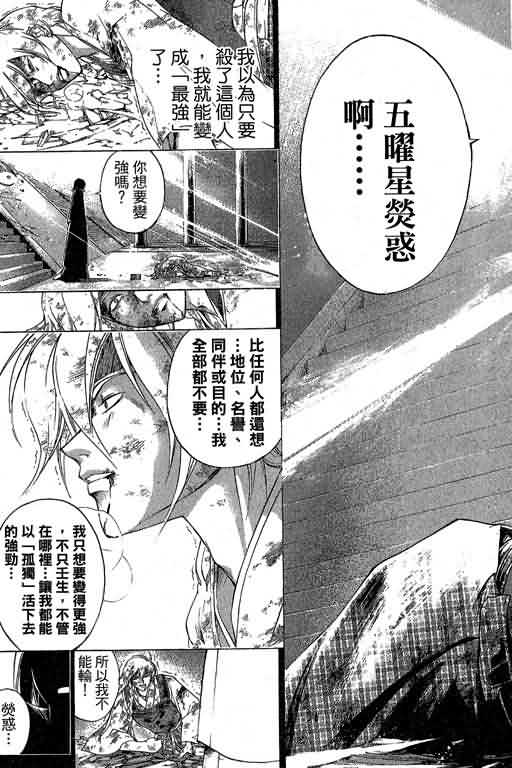 五曜星熒惑
啊……
我以為只要
殺了這個人
，我就能變
成「最強」
了…
你想要變
強嗎？
比任何人都還想
…地位、名譽、
同伴或目的…我
全部都不要…
我只想要變得更強
，不只壬生，不管
在哪裡…讓我都能
以「孤獨」活下去
的強勁…
所以我不
能輸！
熒惑…